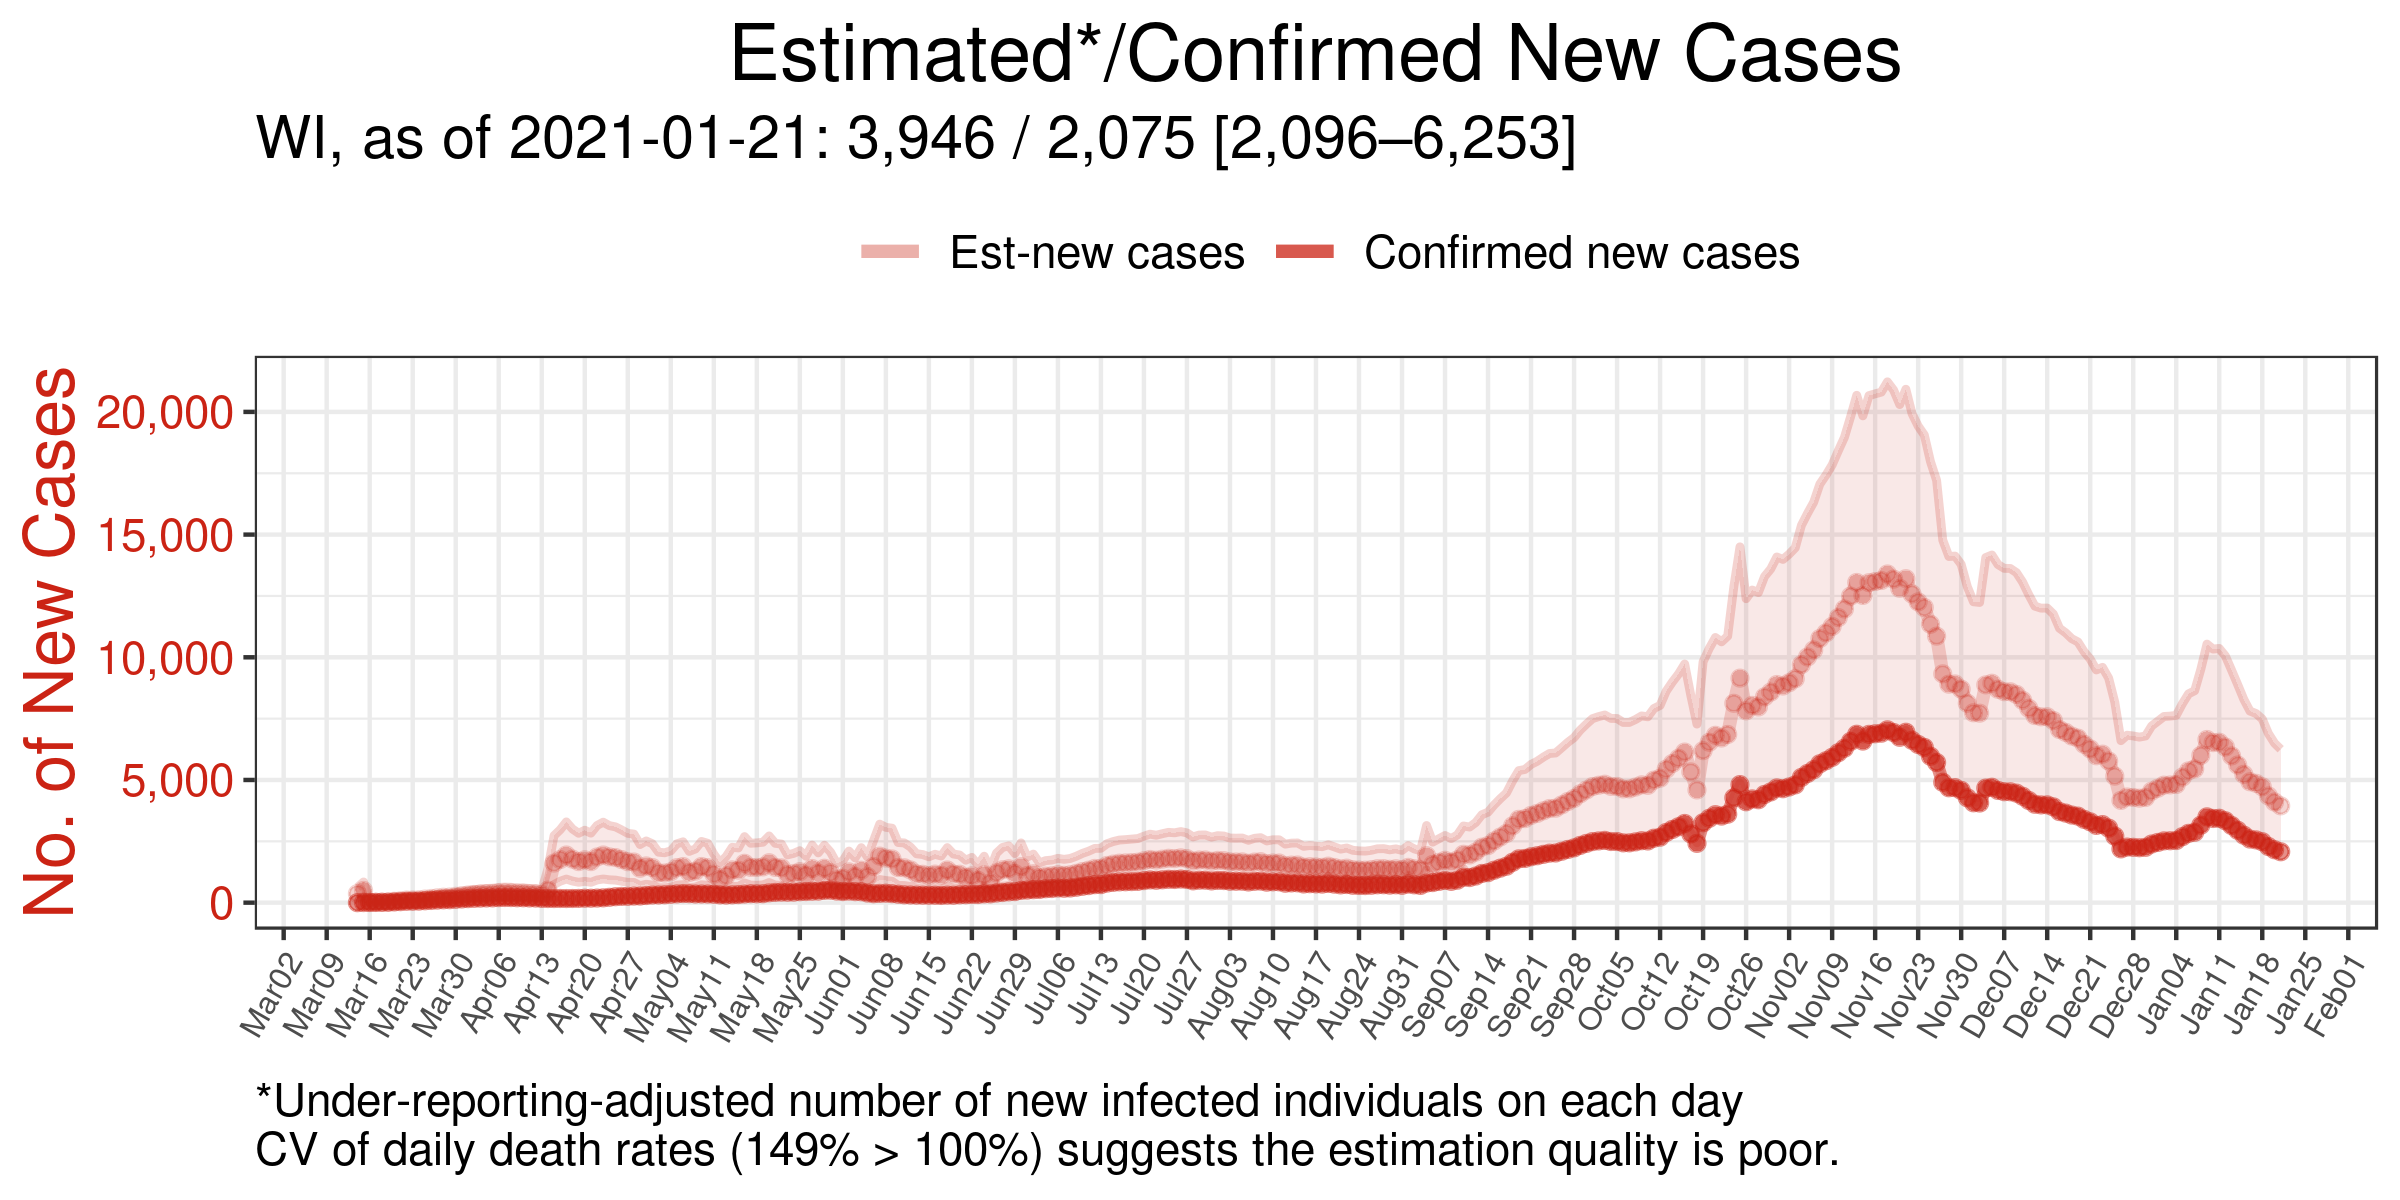 Estimated*/Confirmed New Cases
WI, as of 2021-01-21: 3,946 / 2,075 [2,096–6,253]
Est-new cases
Confirmed new cases
No. of New Cases
20,000
15,000
10,000
5,000
0
Mar02
Mar09
Mar16
Mar23
Mar30
Apr06
Apr13
Apr20
Apr27
May04
May11
May18
May25
Jun01
Jun08
Jun15
Jun22
Jun29
Jul06
Jul13
Jul20
Jul27
Aug03
Aug10
Aug17
Aug24
Aug31
Sep07
Sep14
Sep21
Sep28
Oct05
Oct12
Oct19
Oct26
Nov02
Nov09
Nov16
Nov23
Nov30
Dec07
Dec14
Dec21
Dec28
Jan04
Jan11
Jan18
Jan25
Feb01
*Under-reporting-adjusted number of new infected individuals on each day
CV of daily death rates (149% > 100%) suggests the estimation quality is poor.